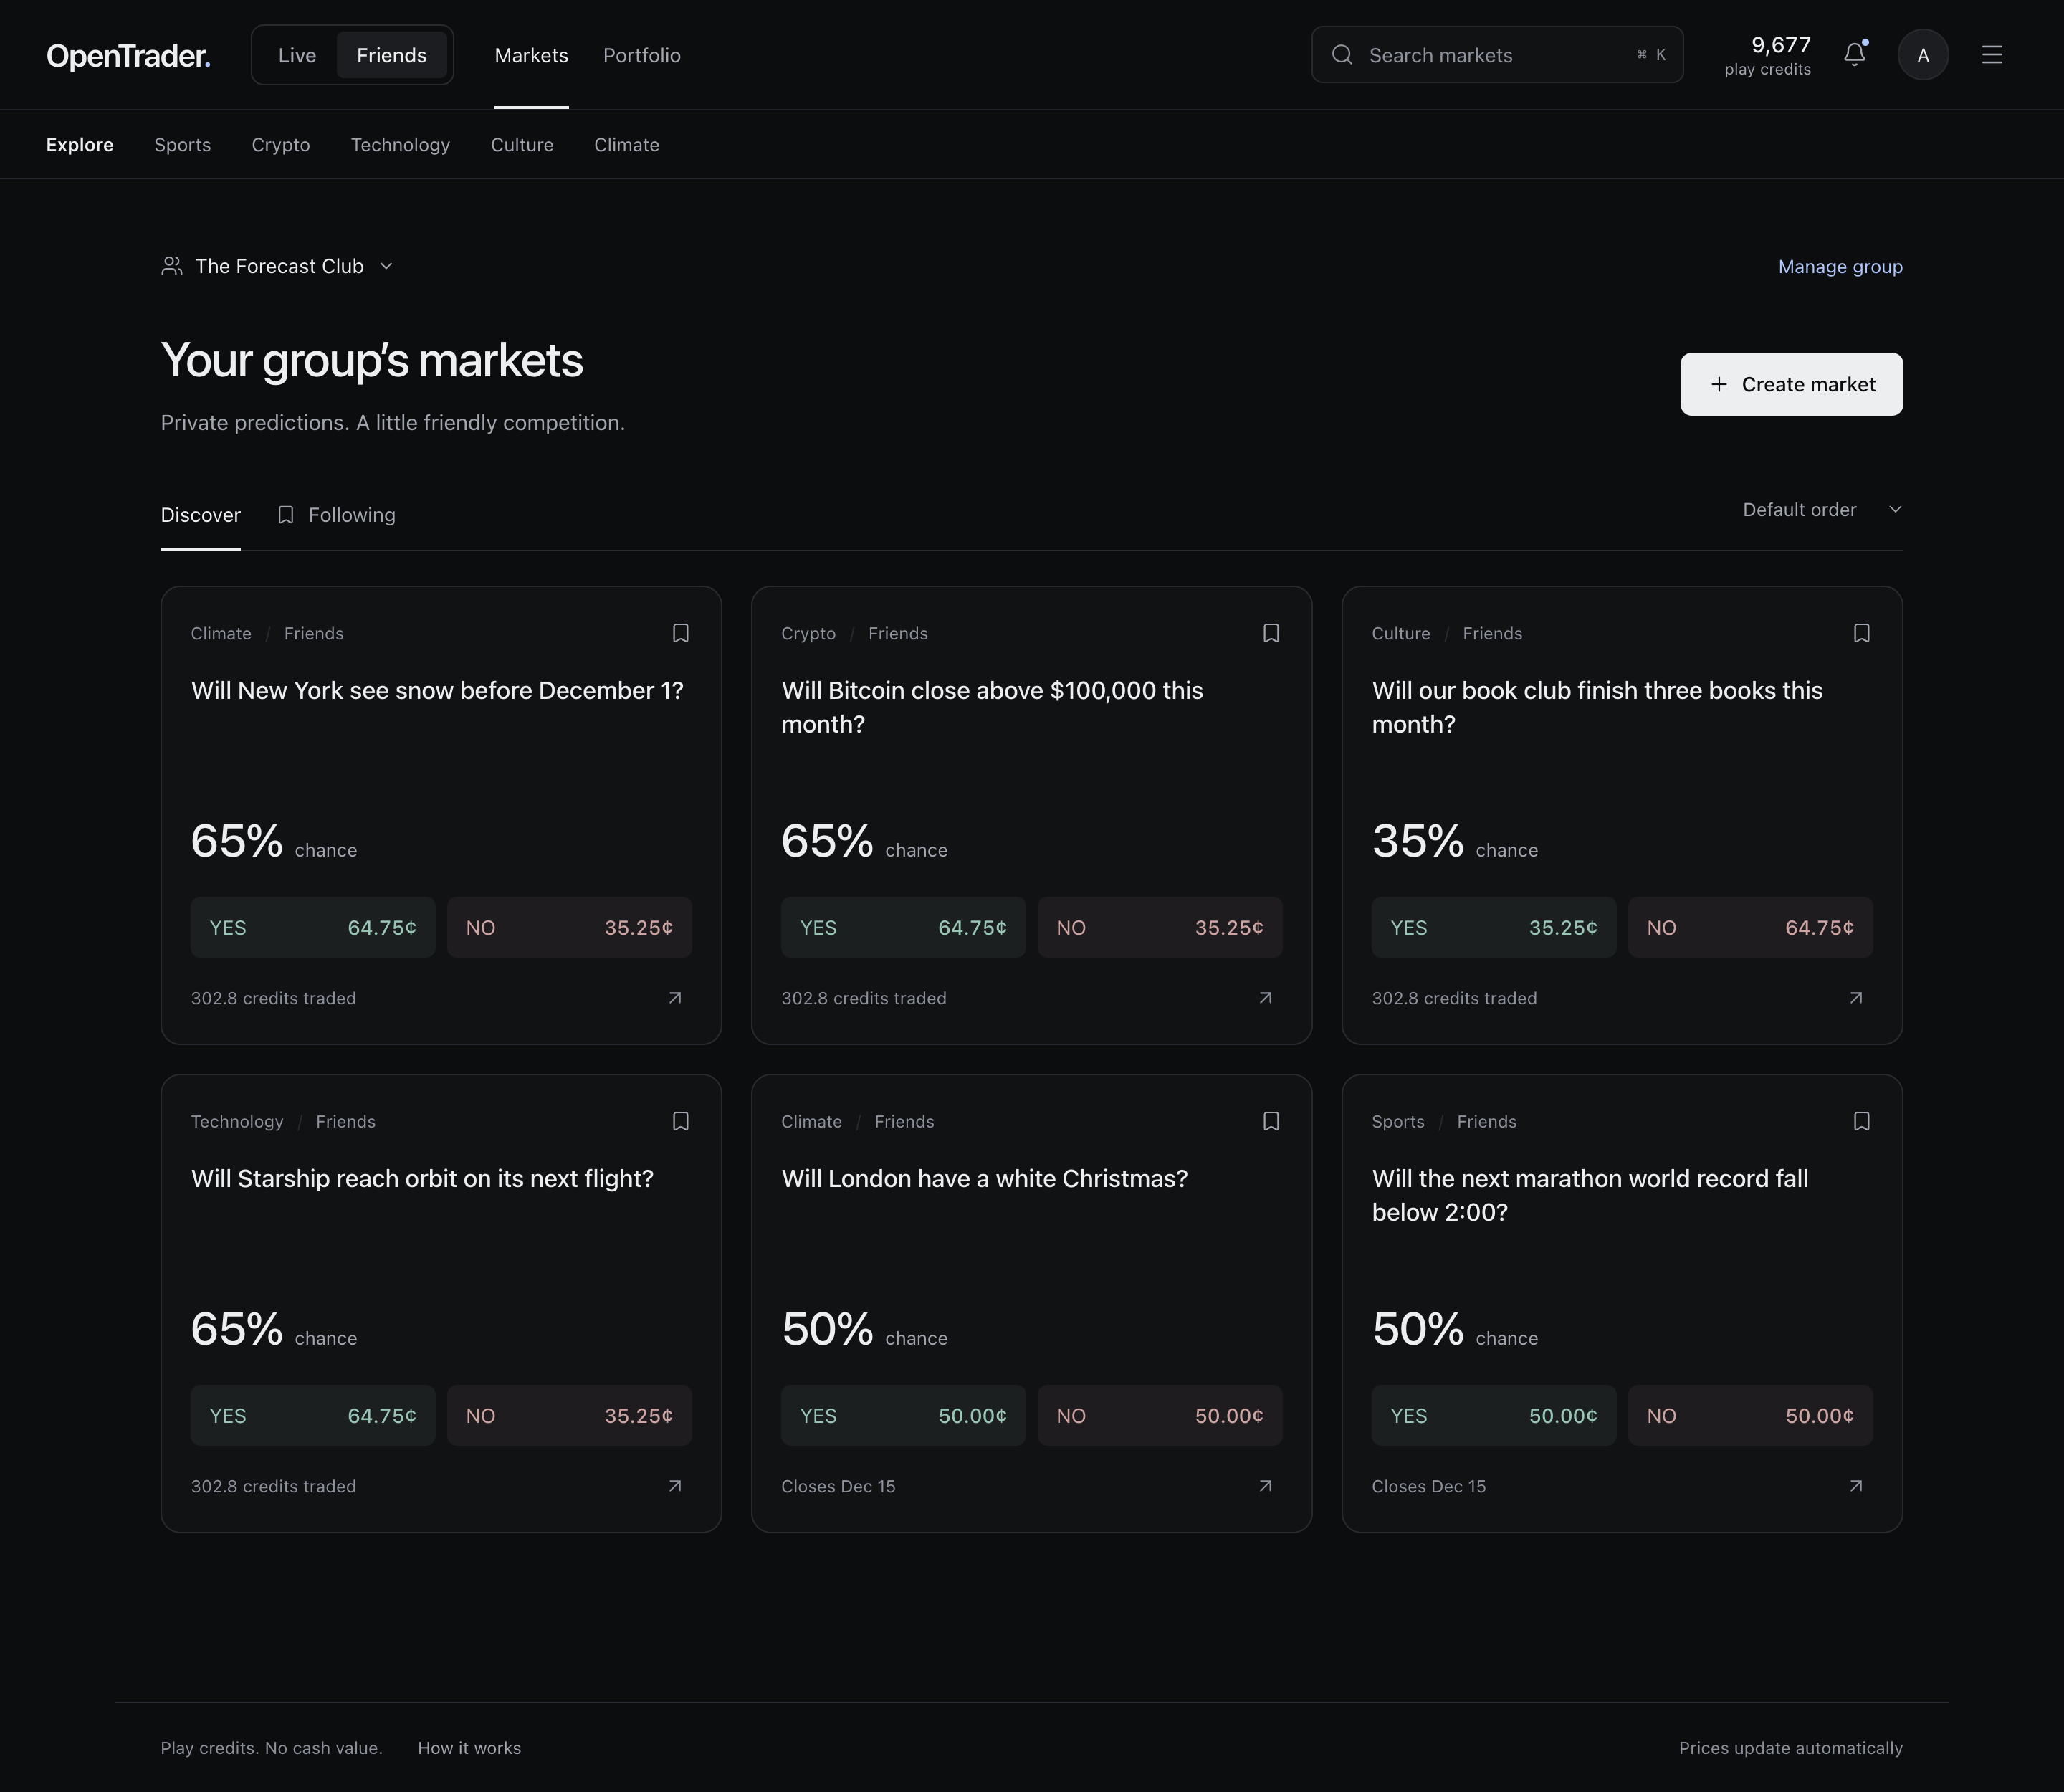 OpenTrader.
Live Friends Markets Portfolio
Search markets ⌘ K
9,677
play credits
A
Explore Sports Crypto Technology Culture Climate
The Forecast Club
Manage group
Your group’s markets
Create market
Private predictions. A little friendly competition.
Discover Following
Default order
Climate / Friends
Will New York see snow before December 1?
65% chance
YES 64.75¢ NO 35.25¢
302.8 credits traded
Crypto / Friends
Will Bitcoin close above $100,000 this
month?
65% chance
YES 64.75¢ NO 35.25¢
302.8 credits traded
Culture / Friends
Will our book club finish three books this
month?
35% chance
YES 35.25¢ NO 64.75¢
302.8 credits traded
Technology / Friends
Will Starship reach orbit on its next flight?
65% chance
YES 64.75¢ NO 35.25¢
302.8 credits traded
Climate / Friends
Will London have a white Christmas?
50% chance
YES 50.00¢ NO 50.00¢
Closes Dec 15
Sports / Friends
Will the next marathon world record fall
below 2:00?
50% chance
YES 50.00¢ NO 50.00¢
Closes Dec 15
Play credits. No cash value. How it works
Prices update automatically